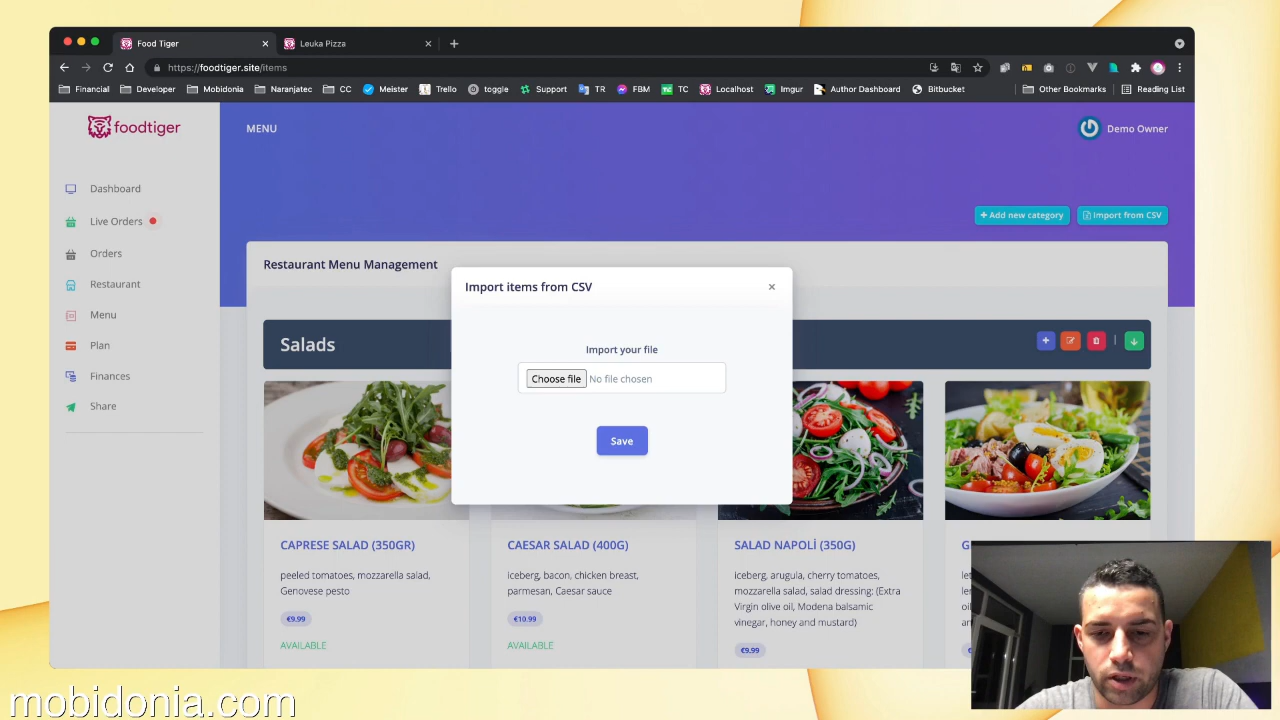 Food Tiger
Leuka Pizza
https://foodtiger.site/items
Financial
Developer
Mobidonia
Naranjatec
CC
Meister
Trello
toggle
Support
TR
FBM
TC
Localhost
Imgur
Author Dashboard
Bitbucket
Other Bookmarks
Reading List
foodtiger
MENU
Demo Owner
Dashboard
Live Orders
Orders
Restaurant
Menu
Plan
Finances
Share
+ Add new category
Import from CSV
Restaurant Menu Management
Import items from CSV
×
Import your file
Choose file No file chosen
Save
Salads
CAPRESE SALAD (350GR)
peeled tomatoes, mozzarella salad,
Genovese pesto
€9.99
AVAILABLE
CAESAR SALAD (400G)
iceberg, bacon, chicken breast,
parmesan, Caesar sauce
€10.99
AVAILABLE
SALAD NAPOLİ (350G)
iceberg, arugula, cherry tomatoes,
mozzarella salad, salad dressing: (Extra
Virgin olive oil, Modena balsamic
vinegar, honey and mustard)
€9.99
mobidonia.com